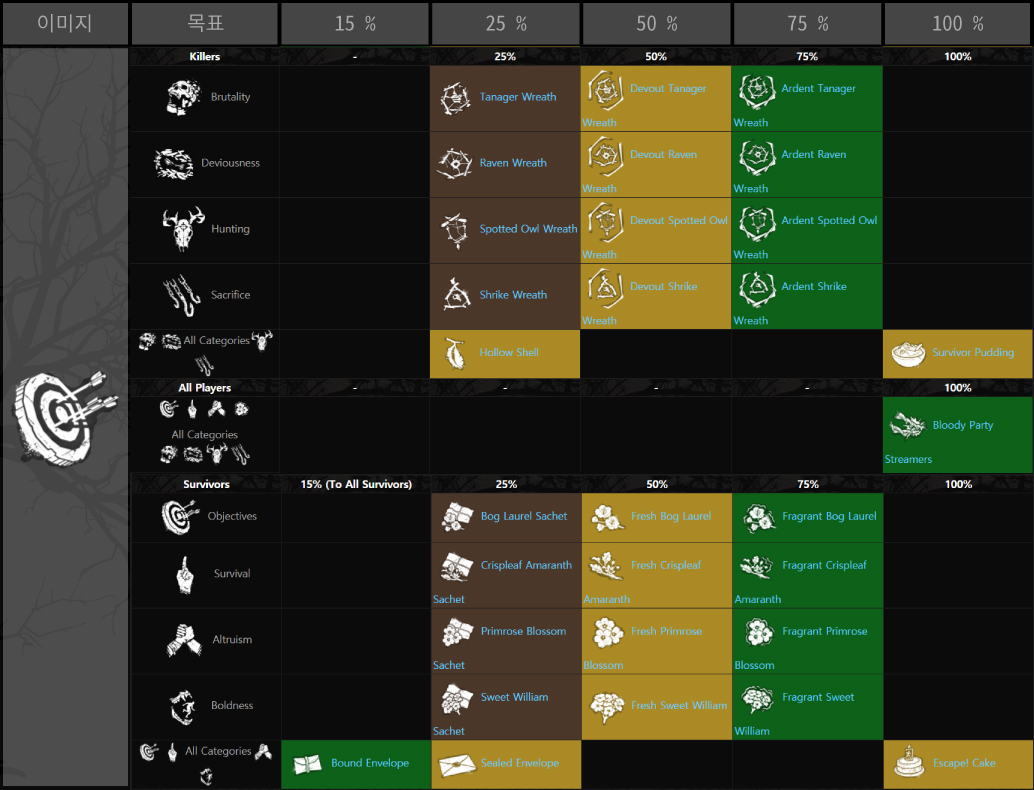 이미지 목표 15 % 25 % 50 % 75 % 100 %
Killers - 25% 50% 75% 100%
Brutality Tanager Wreath Devout Tanager Wreath Ardent Tanager Wreath
Deviousness Raven Wreath Devout Raven Wreath Ardent Raven Wreath
Hunting Spotted Owl Wreath Devout Spotted Owl Wreath Ardent Spotted Owl Wreath
Sacrifice Shrike Wreath Devout Shrike Wreath Ardent Shrike Wreath
All Categories Hollow Shell Survivor Pudding
All Players - - - - 100%
All Categories Bloody Party Streamers
Survivors 15% (To All Survivors) 25% 50% 75% 100%
Objectives Bog Laurel Sachet Fresh Bog Laurel Fragrant Bog Laurel
Survival Crispleaf Amaranth Sachet Fresh Crispleaf Amaranth Fragrant Crispleaf Amaranth
Altruism Primrose Blossom Sachet Fresh Primrose Blossom Fragrant Primrose Blossom
Boldness Sweet William Sachet Fresh Sweet William Fragrant Sweet William
All Categories Bound Envelope Sealed Envelope Escape! Cake